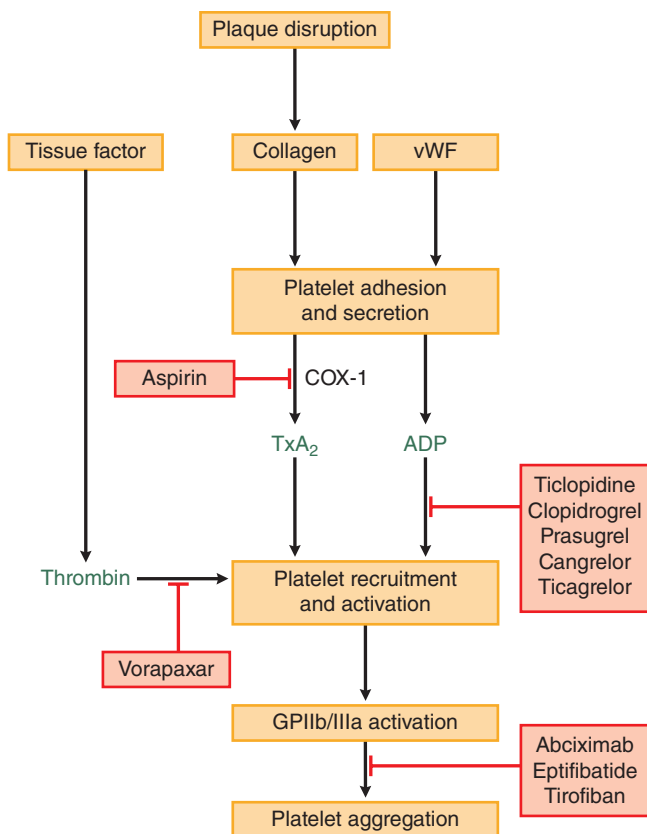 Plaque disruption
Tissue factor
Collagen
vWF
Platelet adhesion
and secretion
Aspirin
COX-1
TxA₂
ADP
Ticlopidine
Clopidrogrel
Prasugrel
Cangrelor
Ticagrelor
Thrombin
Platelet recruitment
and activation
Vorapaxar
GPIIb/IIIa activation
Abciximab
Eptifibatide
Tirofiban
Platelet aggregation